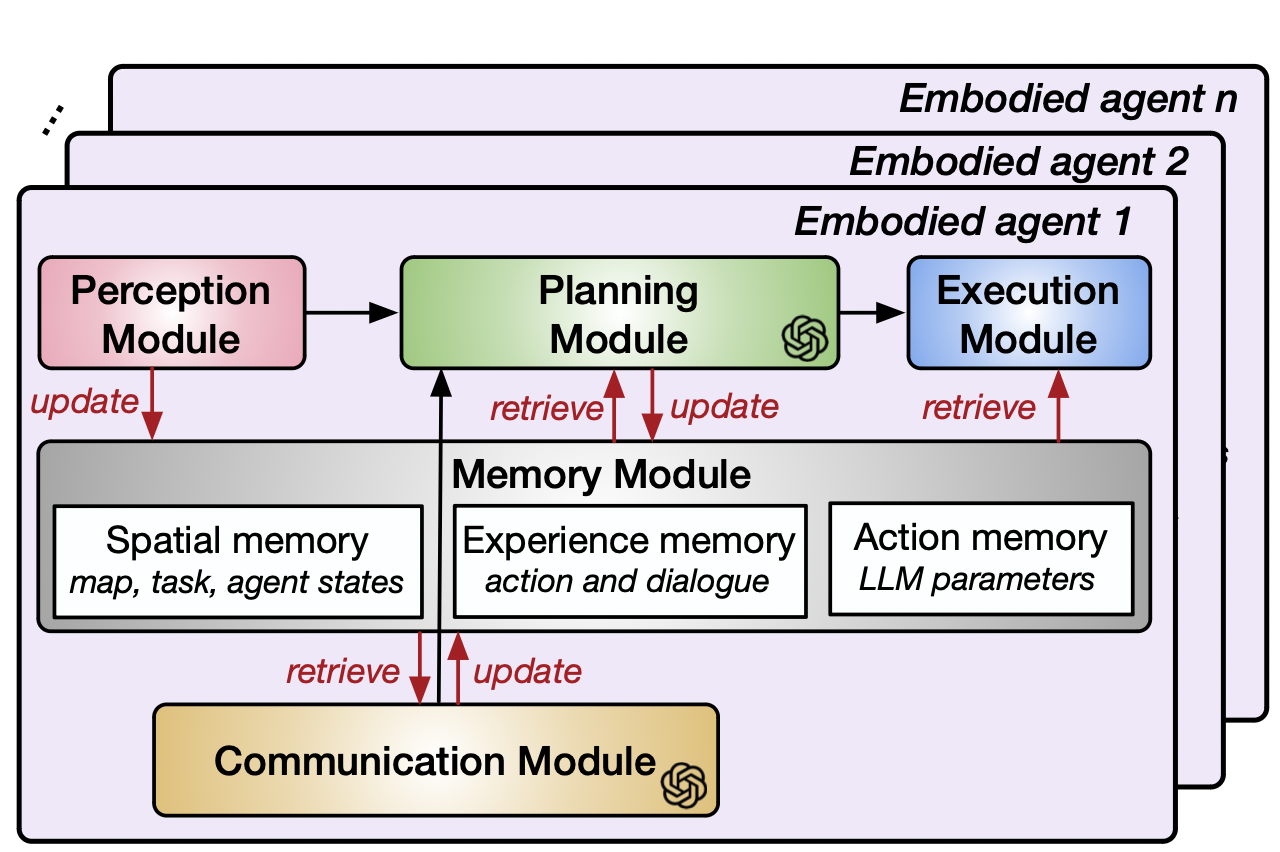 Embodied agent n
Embodied agent 2
Embodied agent 1
Perception
Module
Planning
Module
Execution
Module
update
retrieve
update
retrieve
Memory Module
Spatial memory
map, task, agent states
Experience memory
action and dialogue
Action memory
LLM parameters
retrieve
update
Communication Module